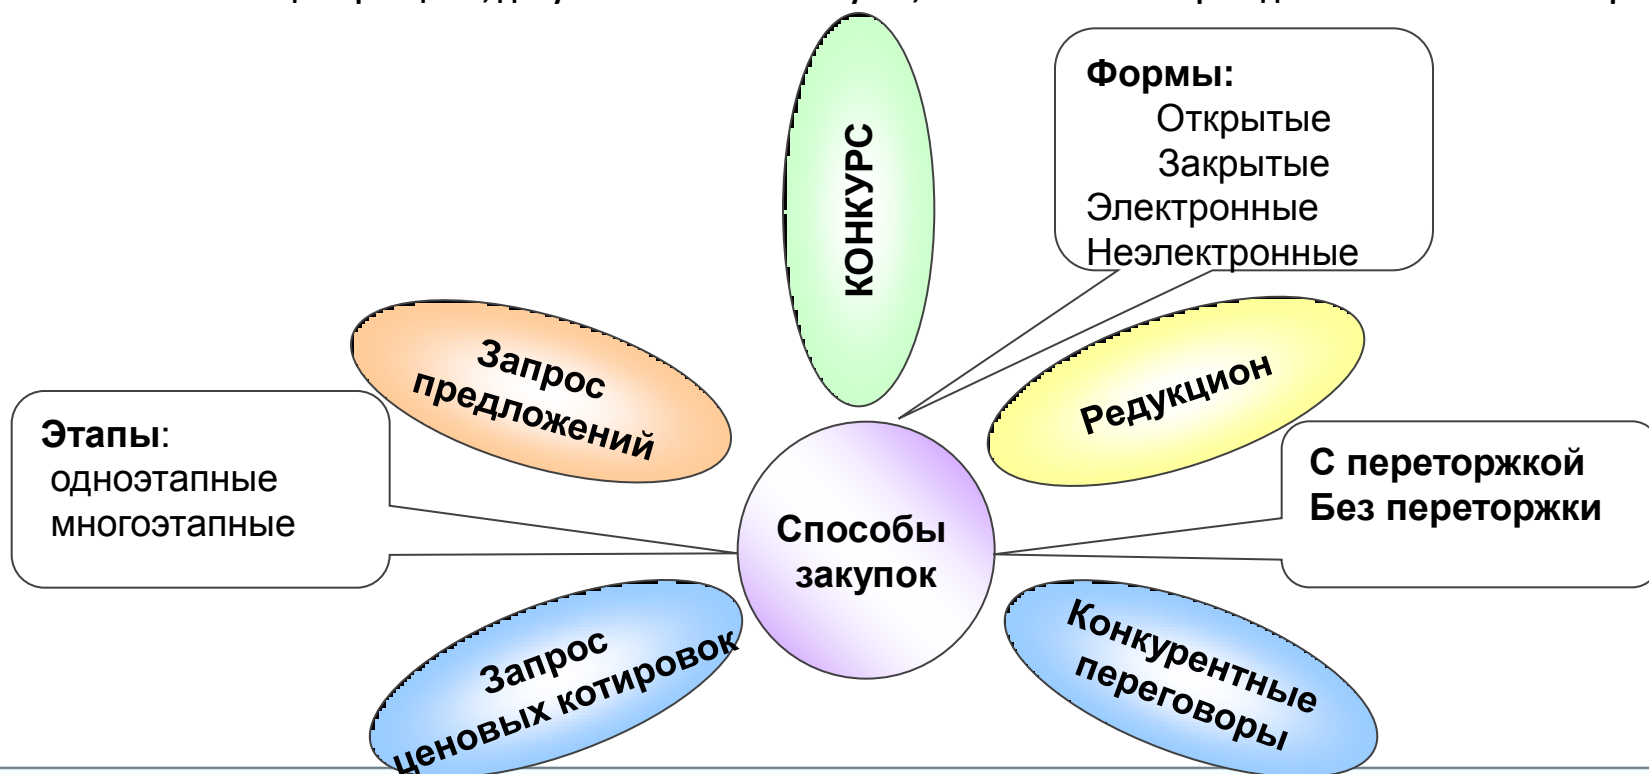 КОНКУРС
Формы:
Открытые
Закрытые
Электронные
Неэлектронные
Запрос
предложений
Редукцион
Этапы:
одноэтапные
многоэтапные
С переторжкой
Без переторжки
Способы
закупок
Запрос
ценовых котировок
Конкурентные
переговоры